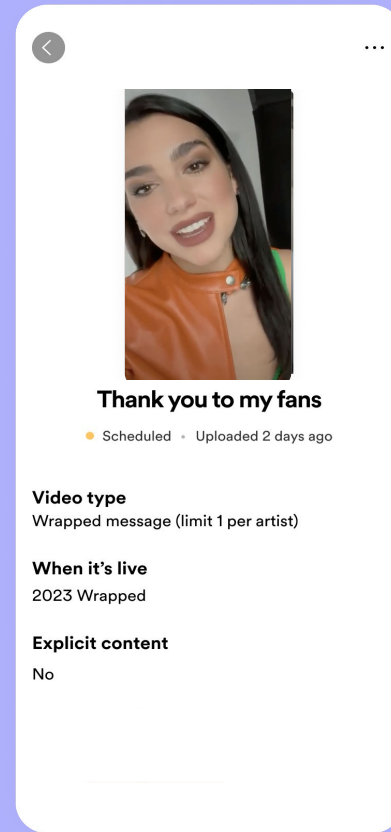 Thank you to my fans
Scheduled • Uploaded 2 days ago
Video type
Wrapped message (limit 1 per artist)
When it’s live
2023 Wrapped
Explicit content
No